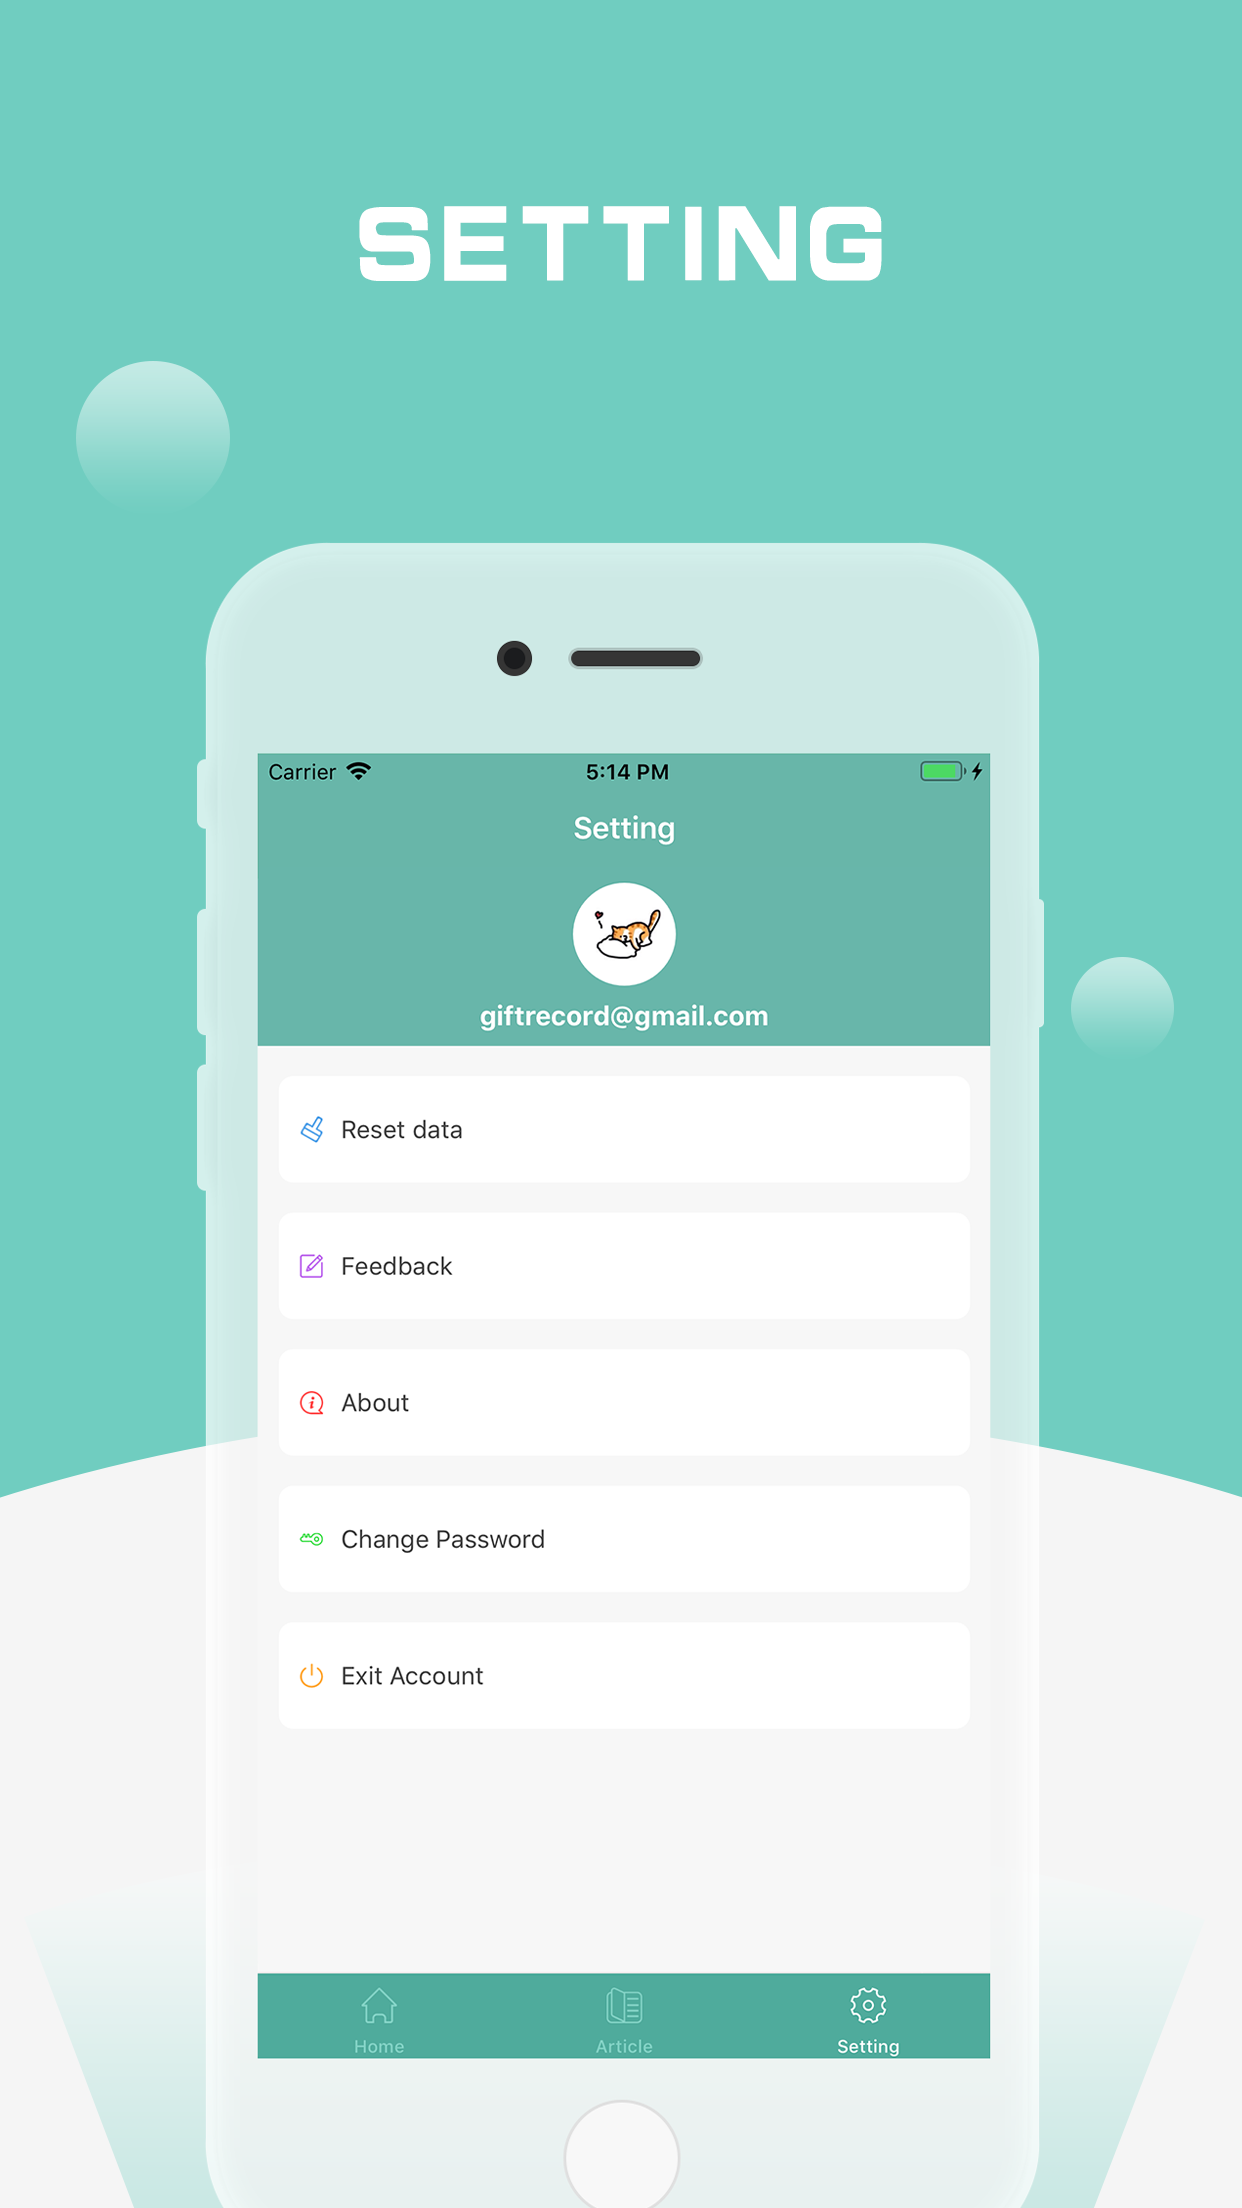 SETTING
Carrier
5:14 PM
Setting
giftrecord@gmail.com
Reset data
Feedback
About
Change Password
Exit Account
Home
Article
Setting